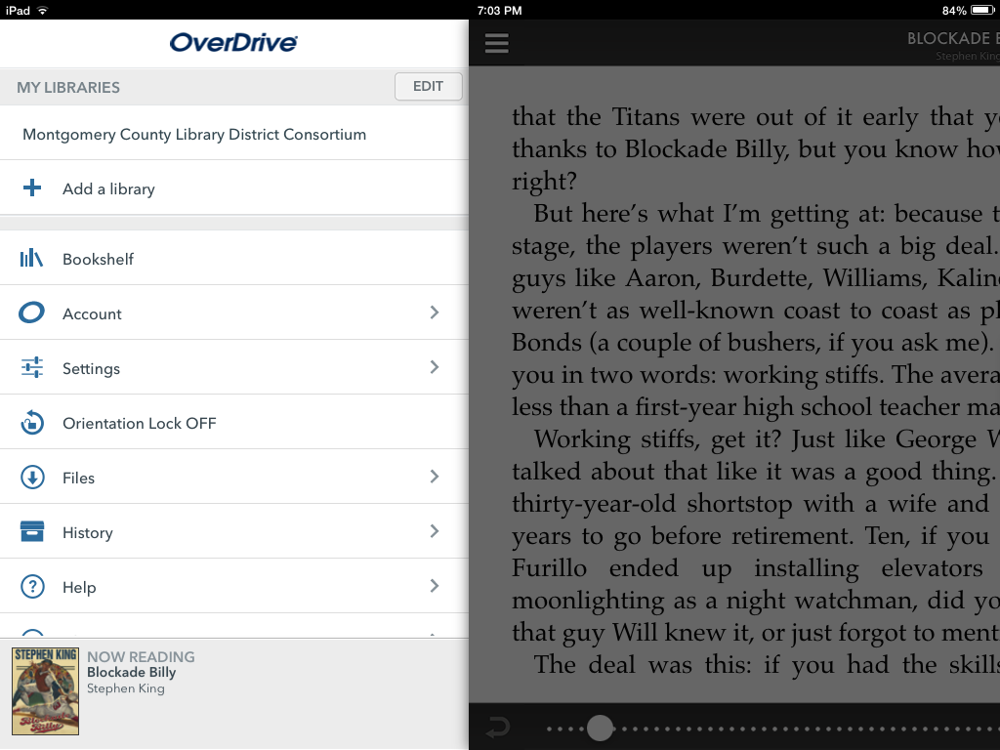 iPad
7:03 PM
84%
OverDrive
MY LIBRARIES
EDIT
Montgomery County Library District Consortium
Add a library
Bookshelf
Account
Settings
Orientation Lock OFF
Files
History
Help
STEPHEN KING
Blockade
Billy
NOW READING
Blockade Billy
Stephen King
BLOCKADE
Stephen King
that the Titans were out of it early that
thanks to Blockade Billy, but you know
right?
But here's what I'm getting at: because
stage, the players weren't such a big deal.
guys like Aaron, Burdette, Williams,
weren't as well-known coast to coast as
Bonds (a couple of bushers, if you ask me).
you in two words: working stiffs. The
less than a first-year high school teacher
Working stiffs, get it? Just like George
talked about that like it was a good thing.
thirty-year-old shortstop with a wife and
years to go before retirement. Ten, if you
Furillo ended up installing elevators
moonlighting as a night watchman, did
that guy Will knew it, or just forgot to
The deal was this: if you had the skills